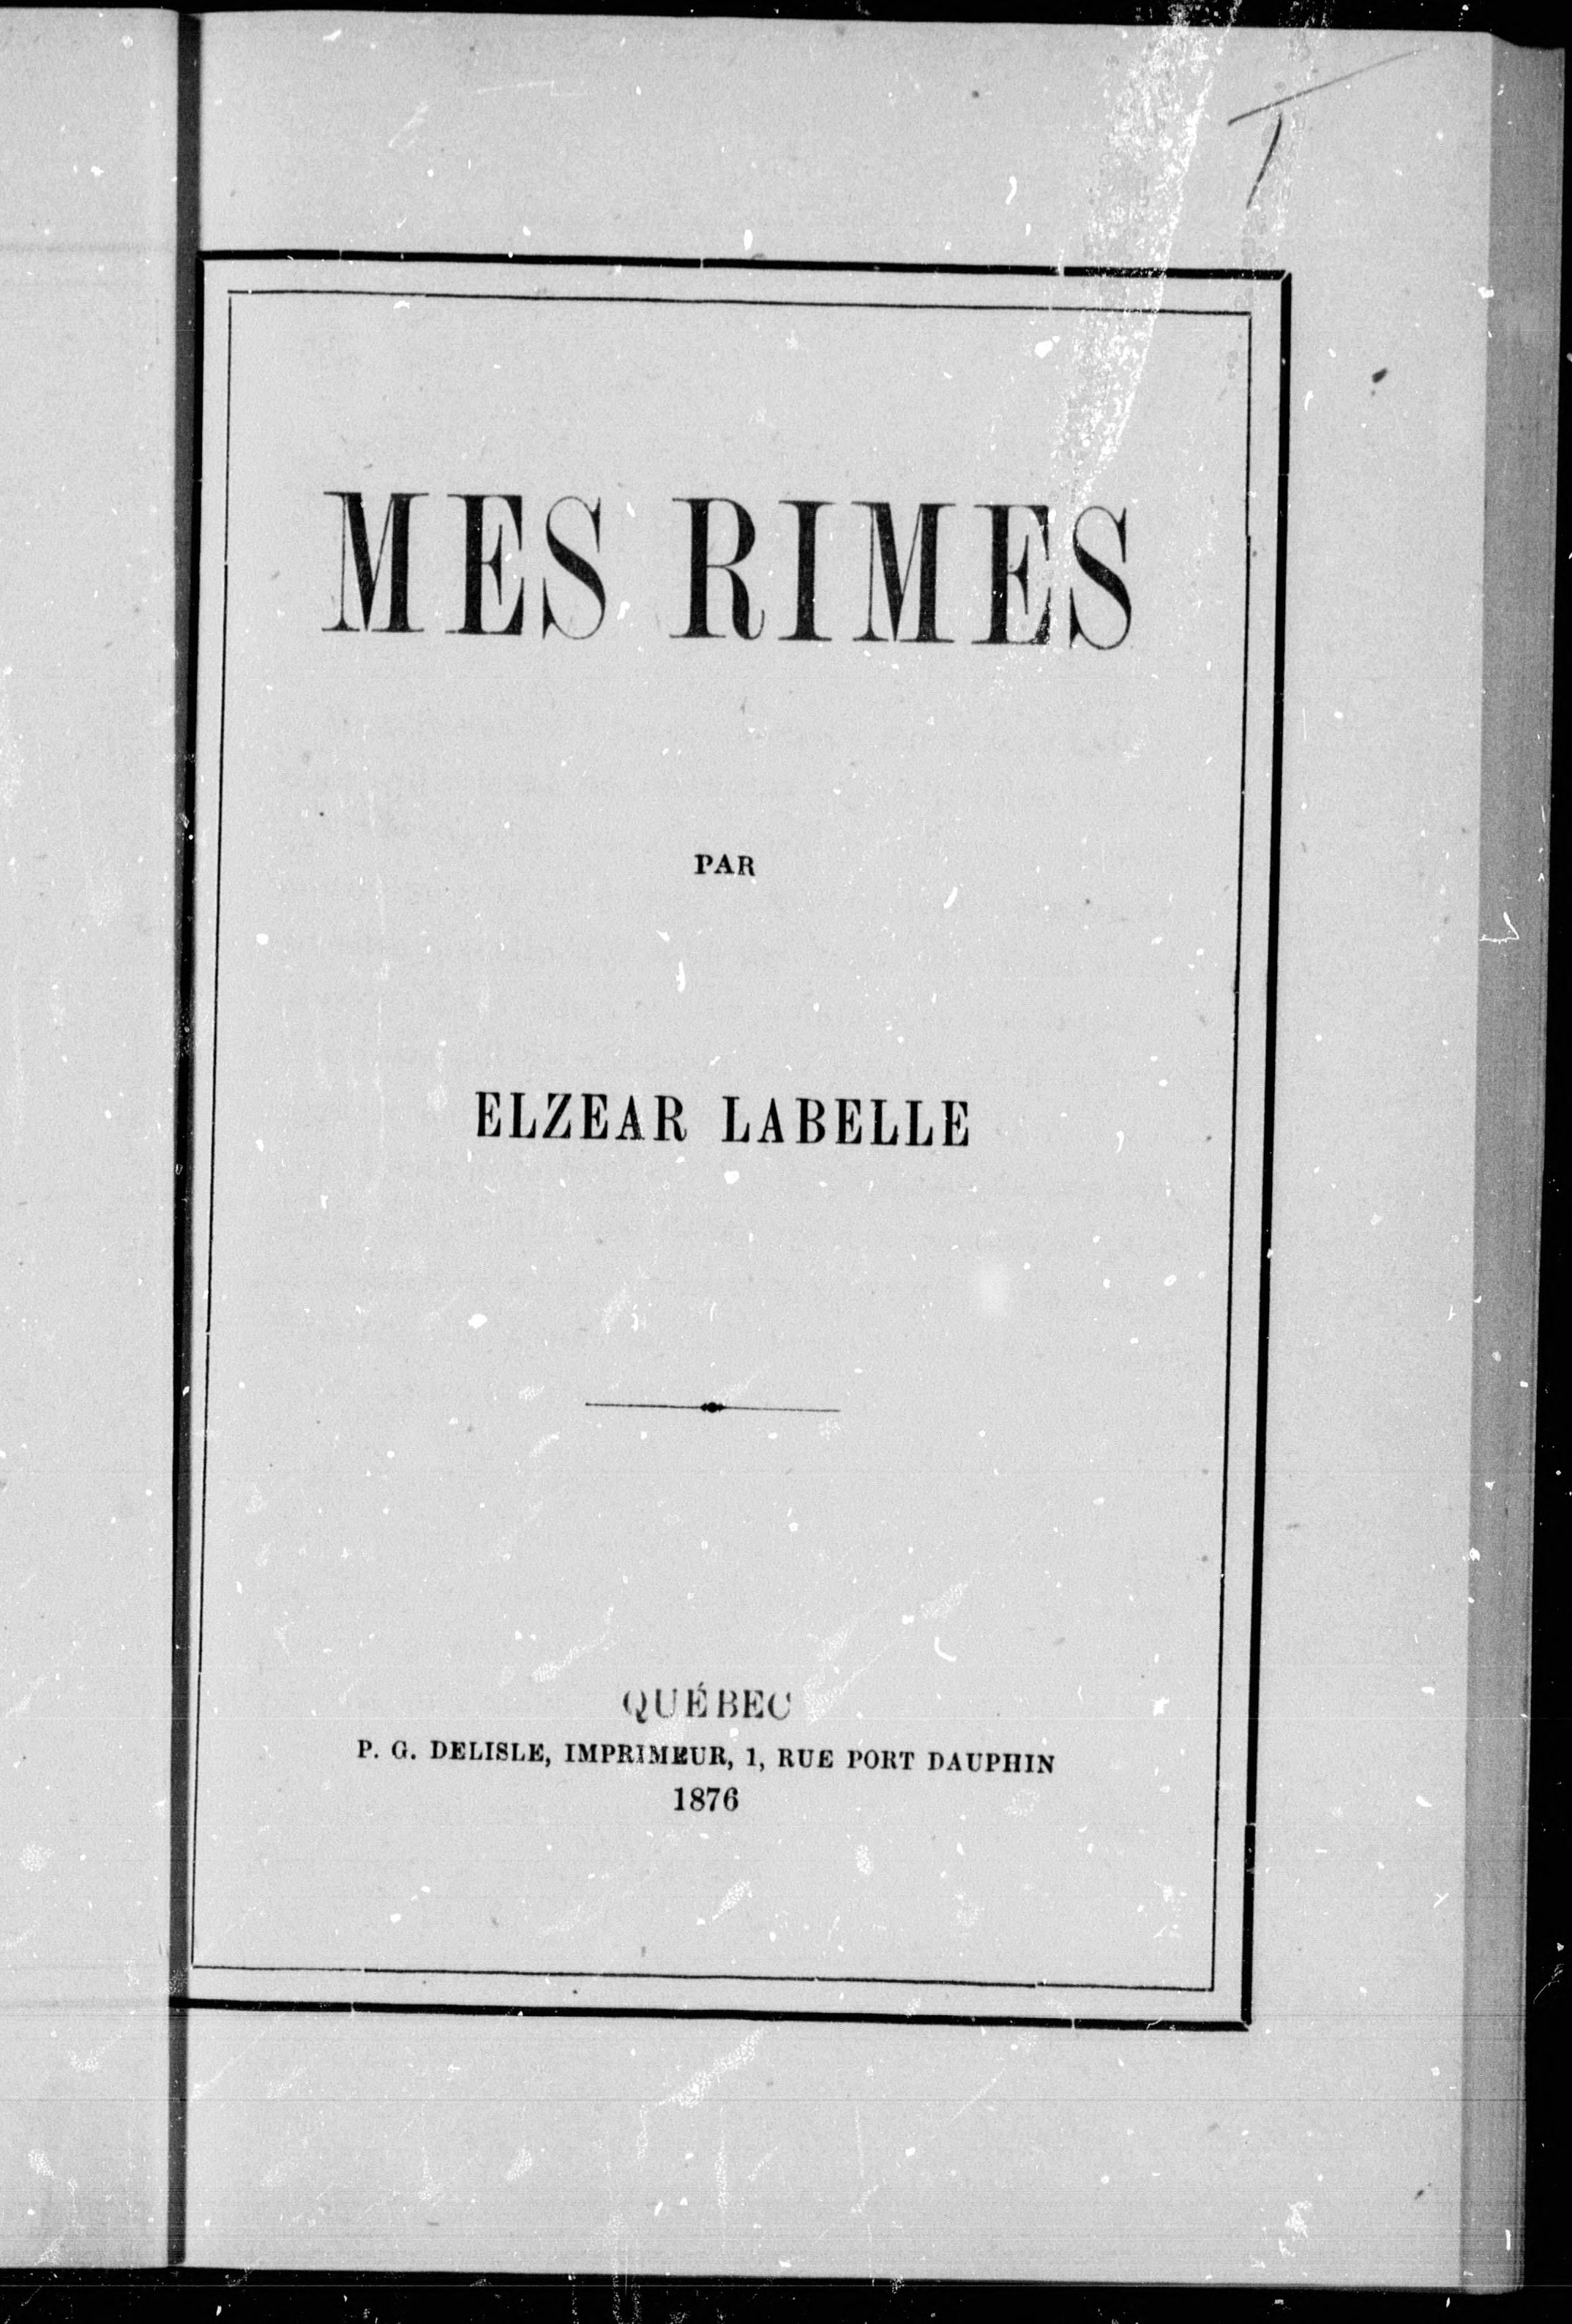 MES RIMES
PAR
ELZEAR LABELLE
QUÉBEC
P. G. DELISLE, IMPRIMEUR, 1, RUE PORT DAUPHIN
1876